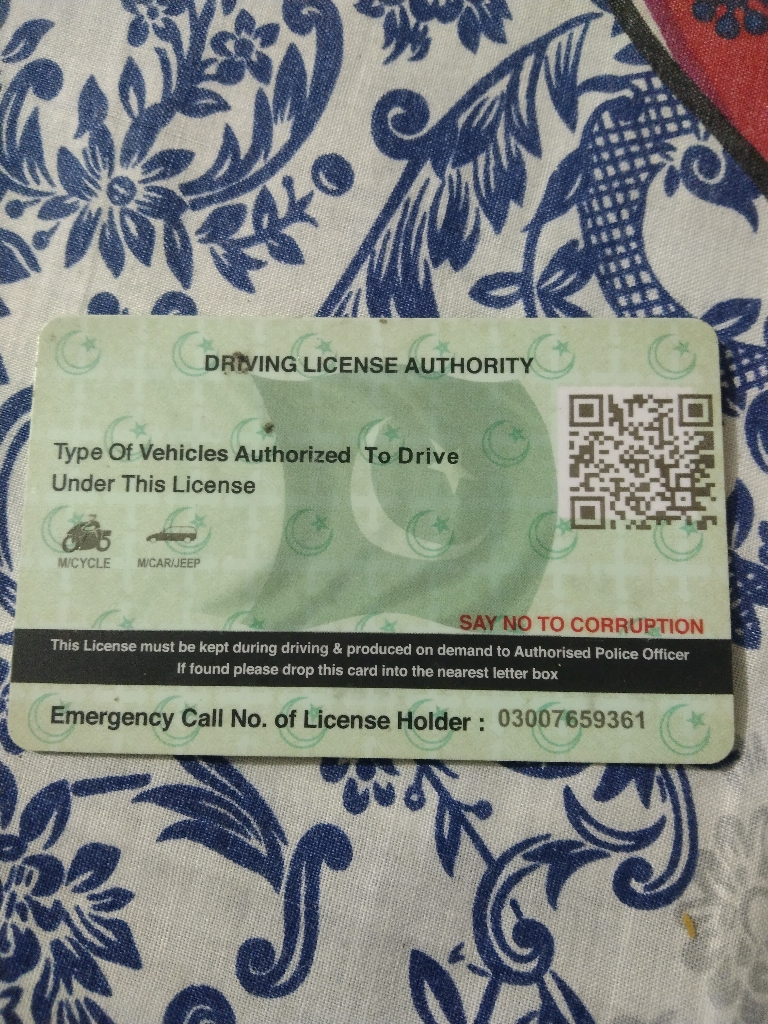 DRIVING LICENSE AUTHORITY
Type Of Vehicles Authorized To Drive
Under This License
M/CYCLE M/CAR/JEEP
SAY NO TO CORRUPTION
This License must be kept during driving & produced on demand to Authorised Police Officer
If found please drop this card into the nearest letter box
Emergency Call No. of License Holder : 03007659361